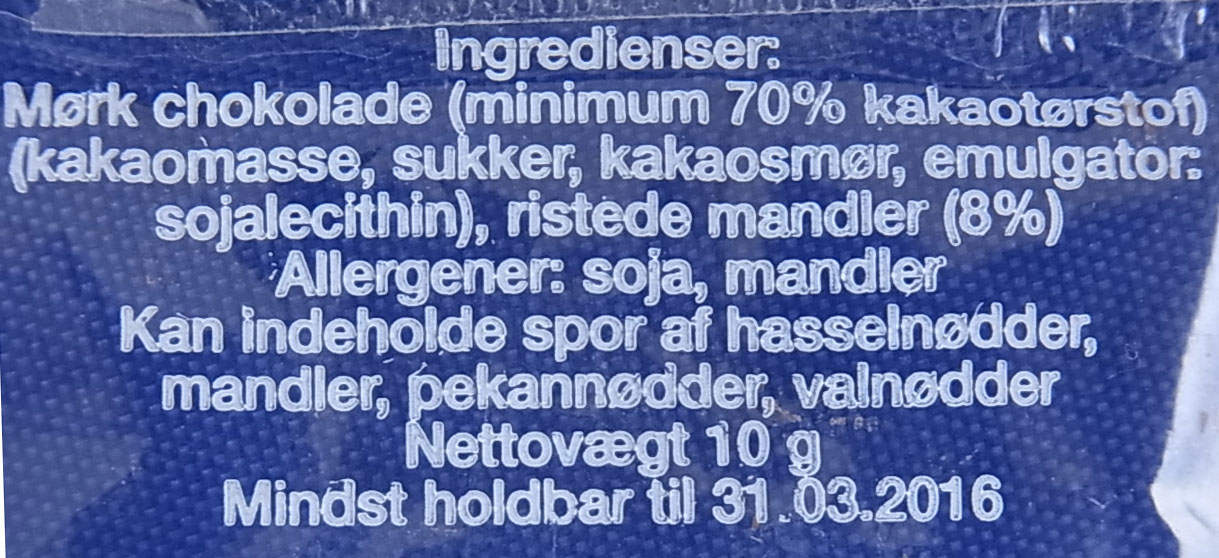 Ingredienser:
Mørk chokolade (minimum 70% kakaotørstof)
(kakaomasse, sukker, kakaosmør, emulgator:
sojalecithin), ristede mandler (8%)
Allergener: soja, mandler
Kan indeholde spor af hasselnødder,
mandler, pekannødder, valnødder
Nettovægt 10 g
Mindst holdbar til 31.03.2016